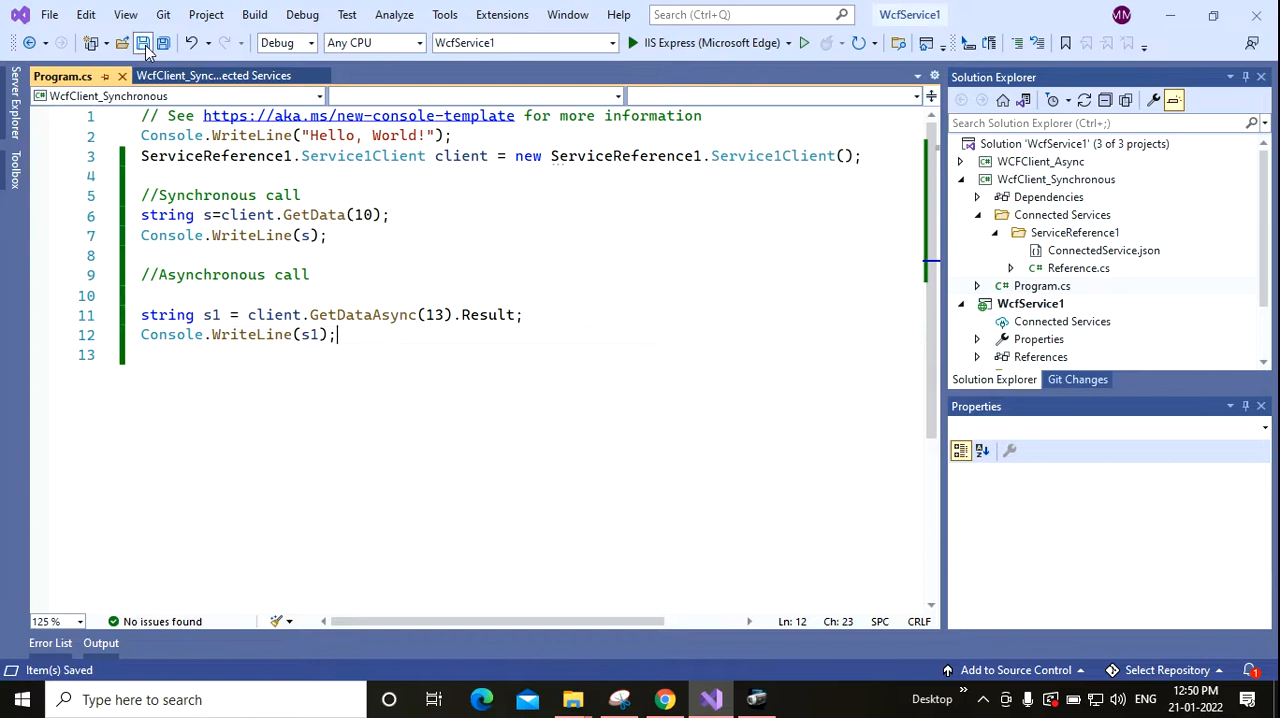 File Edit View Git Project Build Debug Test Analyze Tools Extensions Window Help Search (Ctrl+Q) WcfService1 MM
Debug Any CPU WcfService1 IIS Express (Microsoft Edge)
Program.cs WcfClient_Sync...ected Services
WcfClient_Synchronous
Server Explorer
Toolbox
1 // See https://aka.ms/new-console-template for more information
2 Console.WriteLine("Hello, World!");
3 ServiceReference1.Service1Client client = new ServiceReference1.Service1Client();
4
5 //Synchronous call
6 string s=client.GetData(10);
7 Console.WriteLine(s);
8
9 //Asynchronous call
10
11 string s1 = client.GetDataAsync(13).Result;
12 Console.WriteLine(s1);
13
125 % No issues found Ln: 12 Ch: 23 SPC CRLF
Solution Explorer
Search Solution Explorer (Ctrl+;)
Solution 'WcfService1' (3 of 3 projects)
WCFClient_Async
WcfClient_Synchronous
Dependencies
Connected Services
ServiceReference1
ConnectedService.json
C# Reference.cs
C# Program.cs
WcfService1
Connected Services
Properties
References
Solution Explorer Git Changes
Properties
Error List Output
Item(s) Saved Add to Source Control Select Repository 1
Type here to search Desktop ENG 12:50 PM
21-01-2022